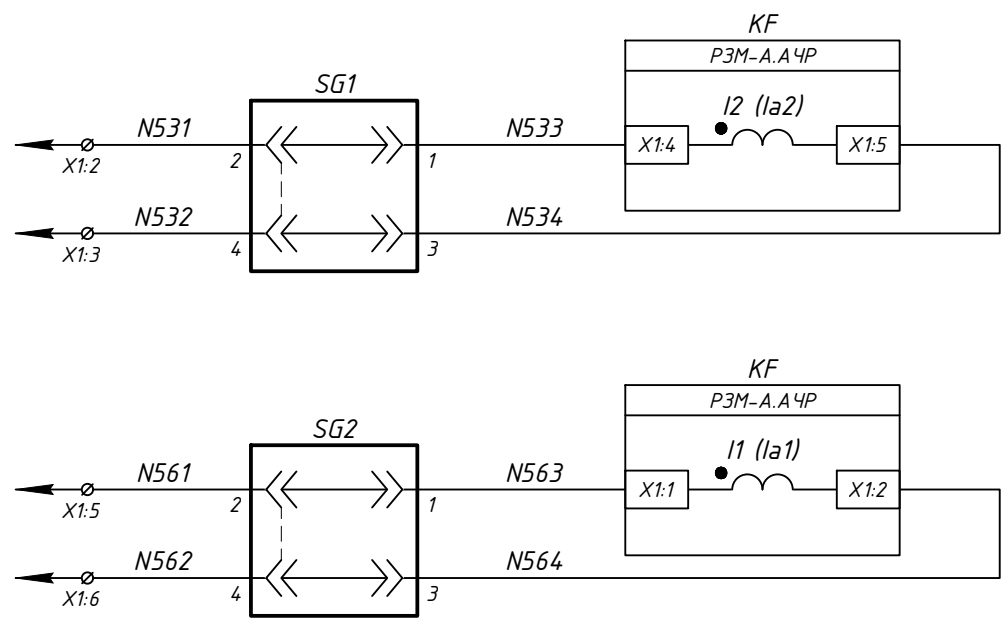 KF
РЗМ-А.АЧР
SG1
I2 (Ia2)
N531
N533
X1:2
2
1
X1:4
X1:5
N532
N534
X1:3
4
3
KF
РЗМ-А.АЧР
SG2
I1 (Ia1)
N561
N563
X1:5
2
1
X1:1
X1:2
N562
N564
X1:6
4
3